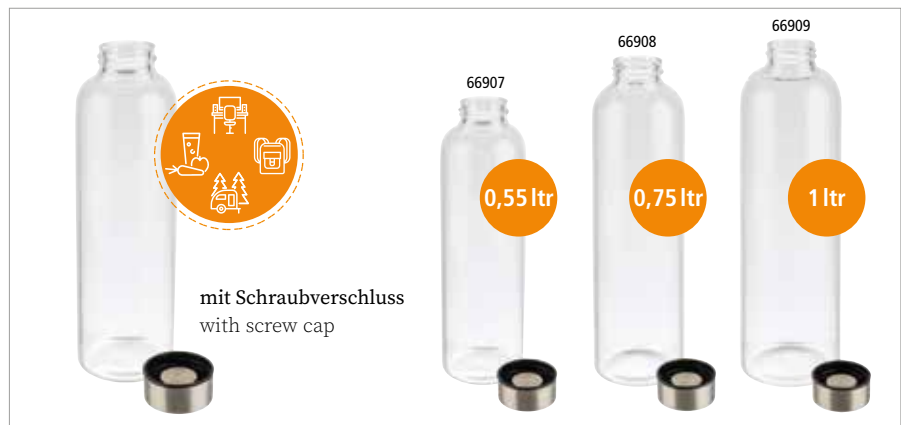 mit Schraubverschluss
with screw cap
66907
0,55 ltr
66908
0,75 ltr
66909
1 ltr